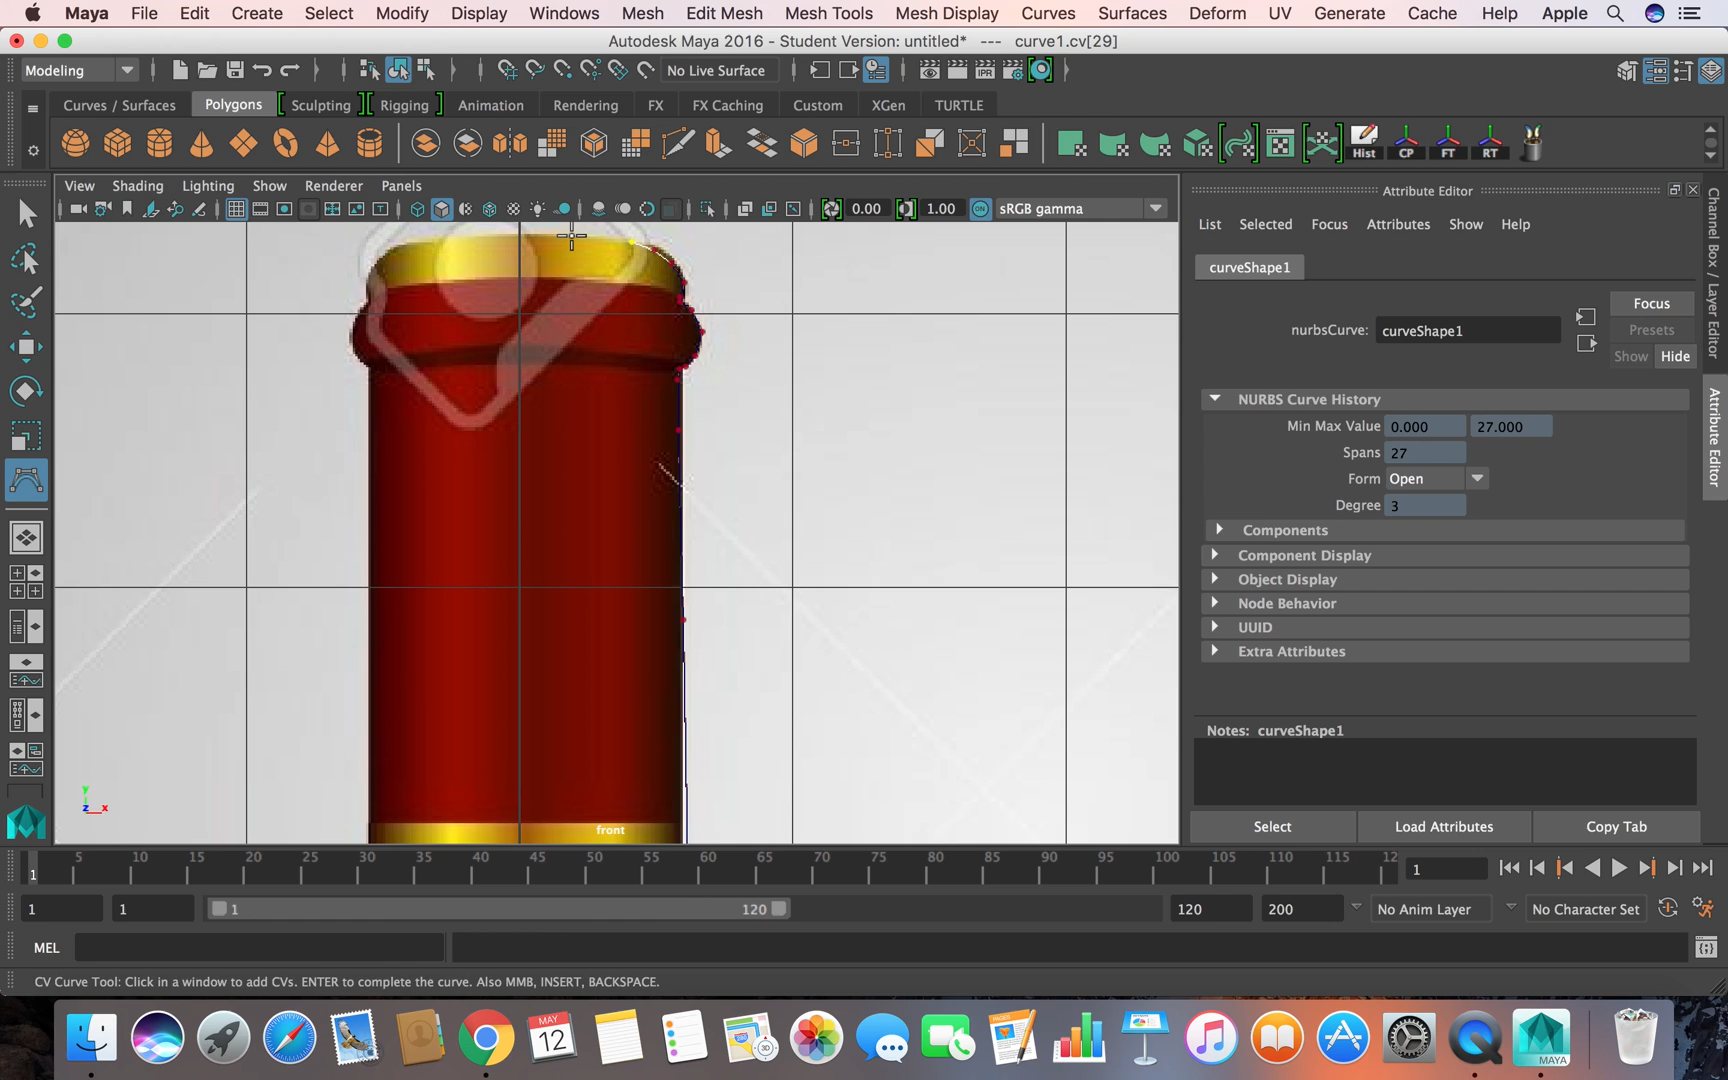 Maya File Edit Create Select Modify Display Windows Mesh Edit Mesh Mesh Tools Mesh Display Curves Surfaces Deform UV Generate Cache Help Apple
Autodesk Maya 2016 - Student Version: untitled* --- curve1.cv[29]
Modeling No Live Surface IPR
Curves / Surfaces Polygons Sculpting Rigging Animation Rendering FX FX Caching Custom XGen TURTLE
Hist CP FT RT
View Shading Lighting Show Renderer Panels
0.00 1.00 ON sRGB gamma
Attribute Editor
List Selected Focus Attributes Show Help
curveShape1
Focus
nurbsCurve: curveShape1
Presets
Show Hide
NURBS Curve History
Min Max Value 0.000 27.000
Spans 27
Form Open
Degree 3
Components
Component Display
Object Display
Node Behavior
UUID
Extra Attributes
Notes: curveShape1
Select Load Attributes Copy Tab
Channel Box / Layer Editor
Attribute Editor
y
z x
front
5 10 15 20 25 30 35 40 45 50 55 60 65 70 75 80 85 90 95 100 105 110 115 12
1 1
1 1 1 120 120 200 No Anim Layer No Character Set
MEL
CV Curve Tool: Click in a window to add CVs. ENTER to complete the curve. Also MMB, INSERT, BACKSPACE.
MAY
12
3D
PAGES
MAYA